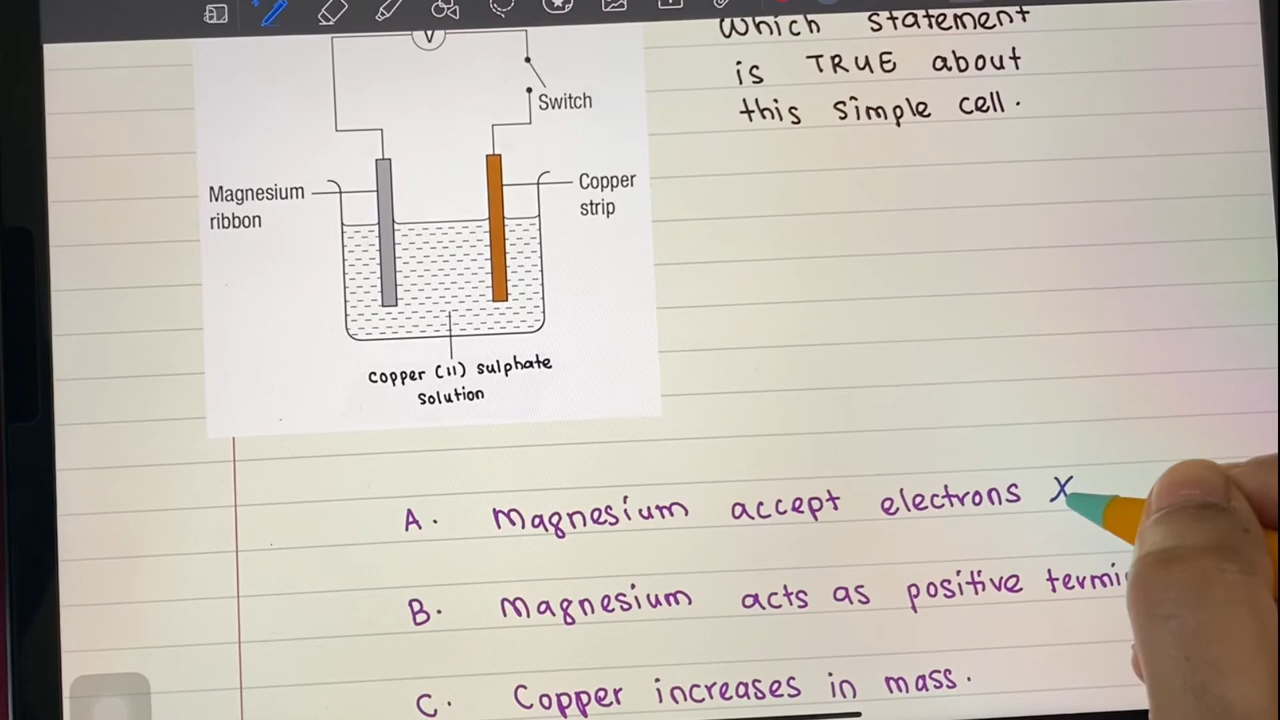 Which statement
is TRUE about
this simple cell.
V
Switch
Magnesium
ribbon
Copper
strip
Copper (II) sulphate
solution
A. Magnesium accept electrons X
B. Magnesium acts as positive
C. Copper increases in mass.